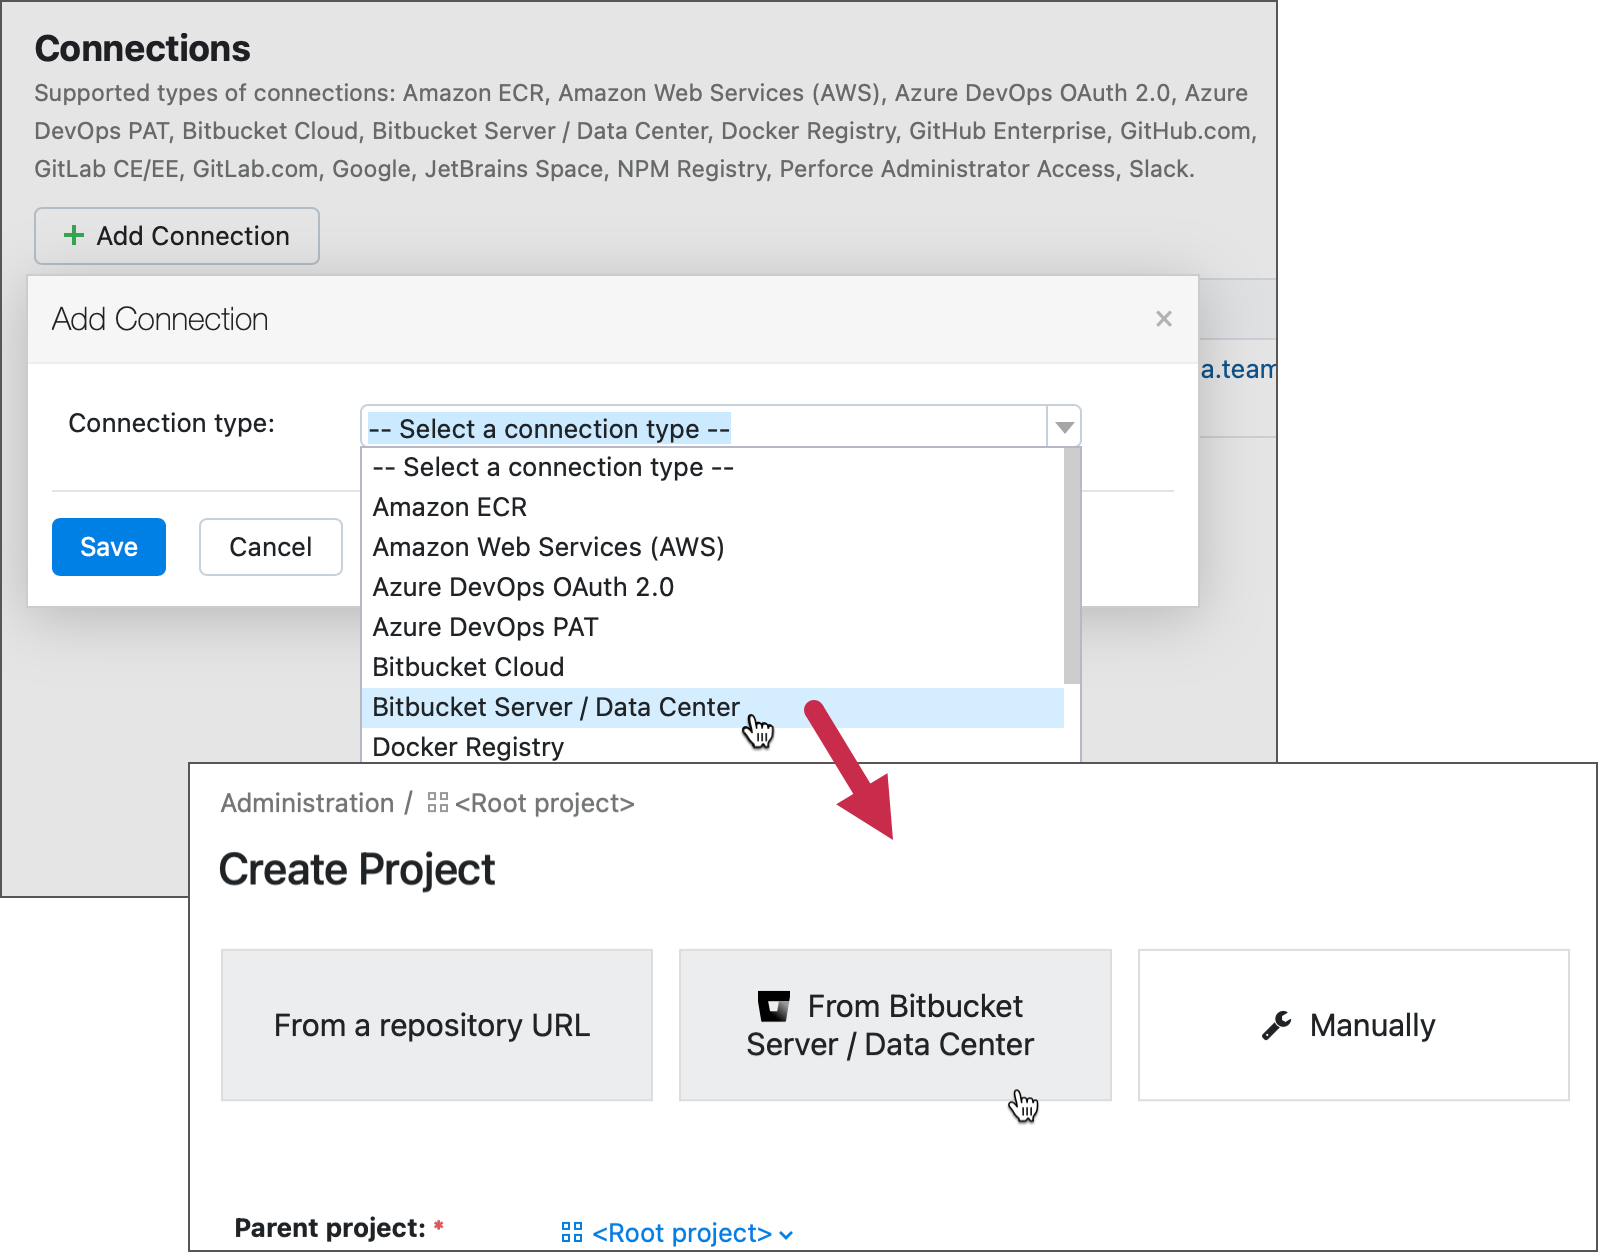 Connections
Supported types of connections: Amazon ECR, Amazon Web Services (AWS), Azure DevOps OAuth 2.0, Azure
DevOps PAT, Bitbucket Cloud, Bitbucket Server / Data Center, Docker Registry, GitHub Enterprise, GitHub.com,
GitLab CE/EE, GitLab.com, Google, JetBrains Space, NPM Registry, Perforce Administrator Access, Slack.
+ Add Connection
Add Connection ×
a.team
Connection type: -- Select a connection type --
-- Select a connection type --
Amazon ECR
Save Cancel Amazon Web Services (AWS)
Azure DevOps OAuth 2.0
Azure DevOps PAT
Bitbucket Cloud
Bitbucket Server / Data Center
Docker Registry
Administration / <Root project>
Create Project
From a repository URL
From Bitbucket
Server / Data Center
Manually
Parent project: * <Root project>